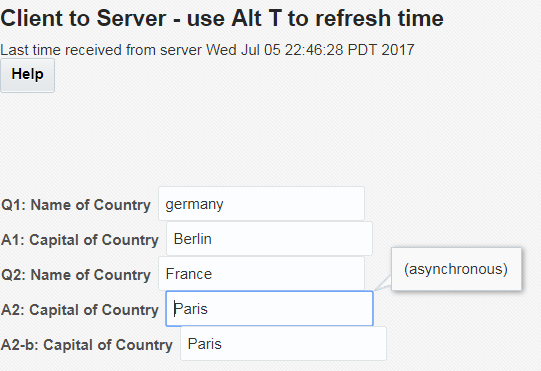 Client to Server - use Alt T to refresh time
Last time received from server Wed Jul 05 22:46:28 PDT 2017
Help
Q1: Name of Country germany
A1: Capital of Country Berlin
Q2: Name of Country France
(asynchronous)
A2: Capital of Country Paris
A2-b: Capital of Country Paris